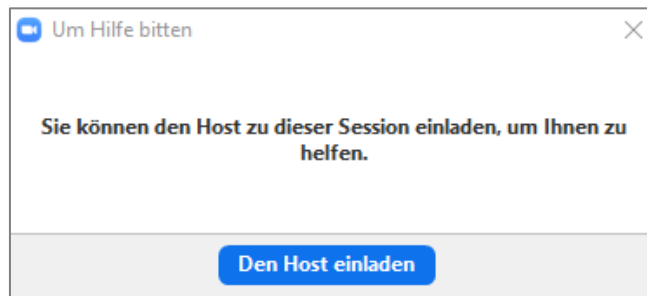 Um Hilfe bitten
Sie können den Host zu dieser Session einladen, um Ihnen zu
helfen.
Den Host einladen